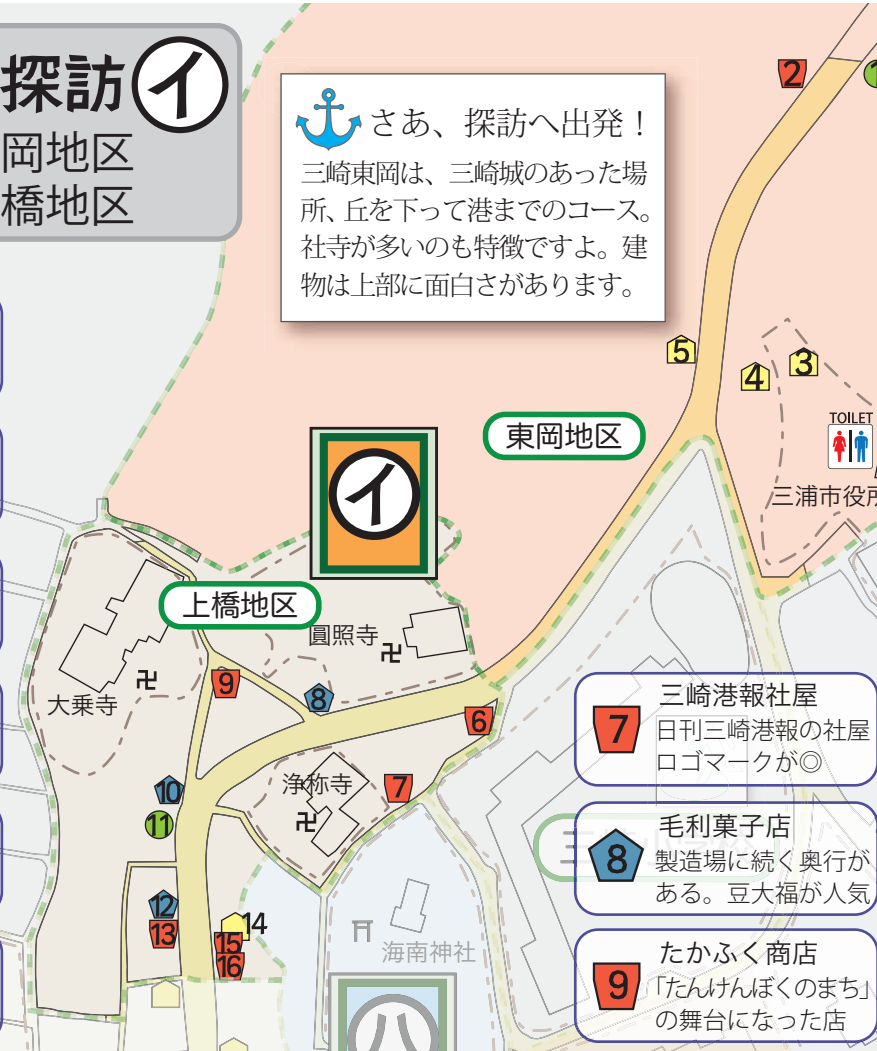 探訪イ
岡地区
橋地区
さあ、探訪へ出発！
三崎東岡は、三崎城のあった場
所、丘を下って港までのコース。
社寺が多いのも特徴ですよ。建
物は上部に面白さがあります。
2
1
5
4
3
TOILET
三浦市役所
東岡地区
イ
上橋地区
圓照寺
卍
大乗寺
卍
9
8
6
浄称寺
卍
7
10
11
12
13
14
15
16
海南神社
ハ
7
三崎港報社屋
日刊三崎港報の社屋
ロゴマークが◎
8
毛利菓子店
製造場に続く奥行が
ある。豆大福が人気
9
たかふく商店
「たんけんぼくのまち」
の舞台になった店